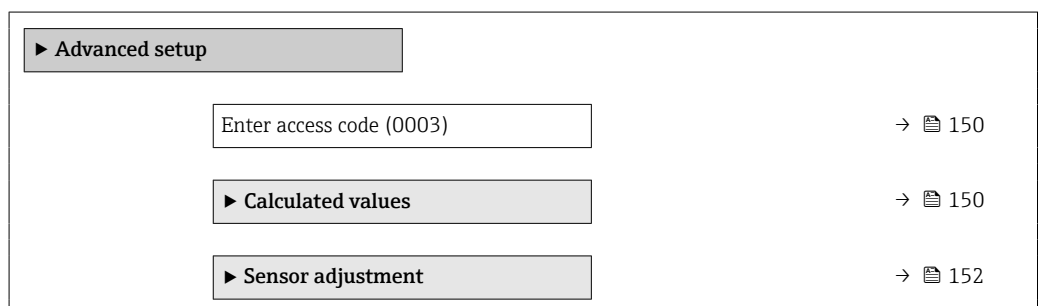 ▶ Advanced setup
Enter access code (0003) → 150
▶ Calculated values → 150
▶ Sensor adjustment → 152